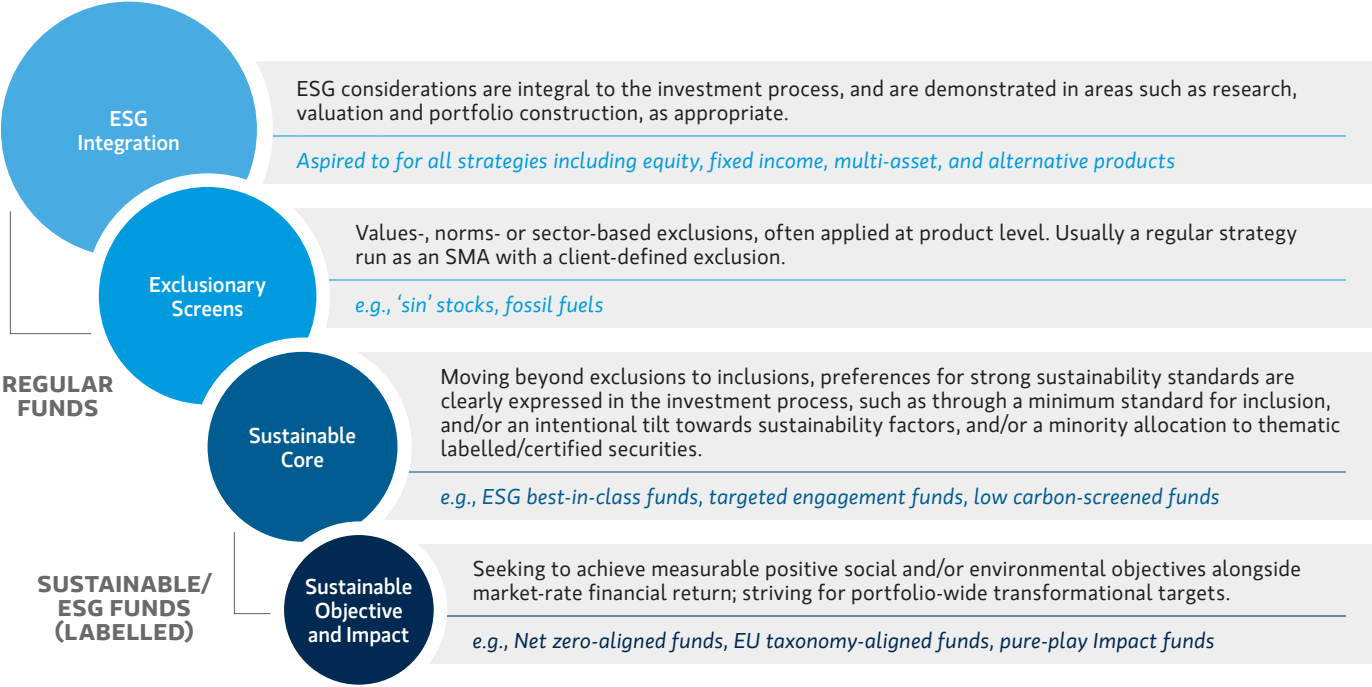 ESG
Integration
ESG considerations are integral to the investment process, and are demonstrated in areas such as research,
valuation and portfolio construction, as appropriate.
Aspired to for all strategies including equity, fixed income, multi-asset, and alternative products
Exclusionary
Screens
Values-, norms- or sector-based exclusions, often applied at product level. Usually a regular strategy
run as an SMA with a client-defined exclusion.
e.g., ‘sin’ stocks, fossil fuels
REGULAR
FUNDS
Sustainable
Core
Moving beyond exclusions to inclusions, preferences for strong sustainability standards are
clearly expressed in the investment process, such as through a minimum standard for inclusion,
and/or an intentional tilt towards sustainability factors, and/or a minority allocation to thematic
labelled/certified securities.
e.g., ESG best-in-class funds, targeted engagement funds, low carbon-screened funds
SUSTAINABLE/
ESG FUNDS
(LABELLED)
Sustainable
Objective
and Impact
Seeking to achieve measurable positive social and/or environmental objectives alongside
market-rate financial return; striving for portfolio-wide transformational targets.
e.g., Net zero-aligned funds, EU taxonomy-aligned funds, pure-play Impact funds